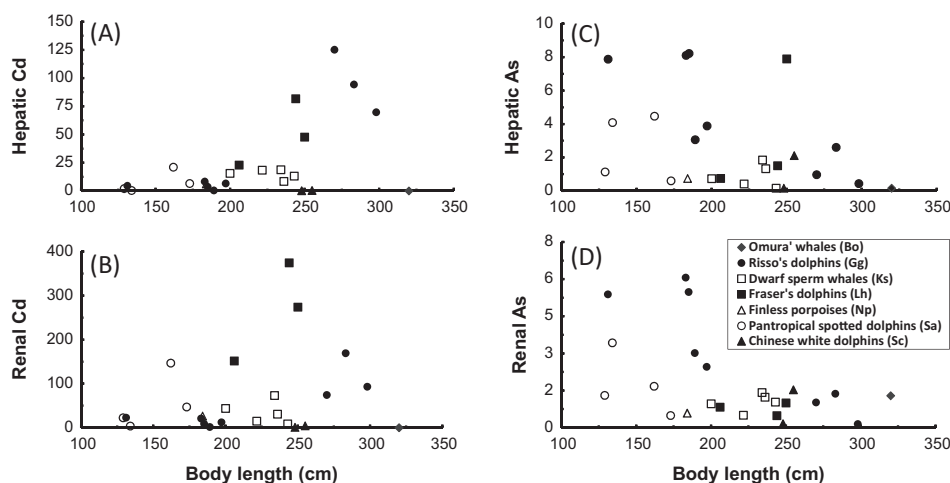 (A)
Hepatic Cd
150
125
100
75
50
25
0
100 150 200 250 300 350
(C)
Hepatic As
10
8
6
4
2
0
100 150 200 250 300 350
(B)
Renal Cd
400
300
200
100
0
100 150 200 250 300 350
Body length (cm)
(D)
Renal As
8
6
5
3
2
0
100 150 200 250 300 350
Body length (cm)
Omura' whales (Bo)
Risso's dolphins (Gg)
Dwarf sperm whales (Ks)
Fraser's dolphins (Lh)
Finless porpoises (Np)
Pantropical spotted dolphins (Sa)
Chinese white dolphins (Sc)